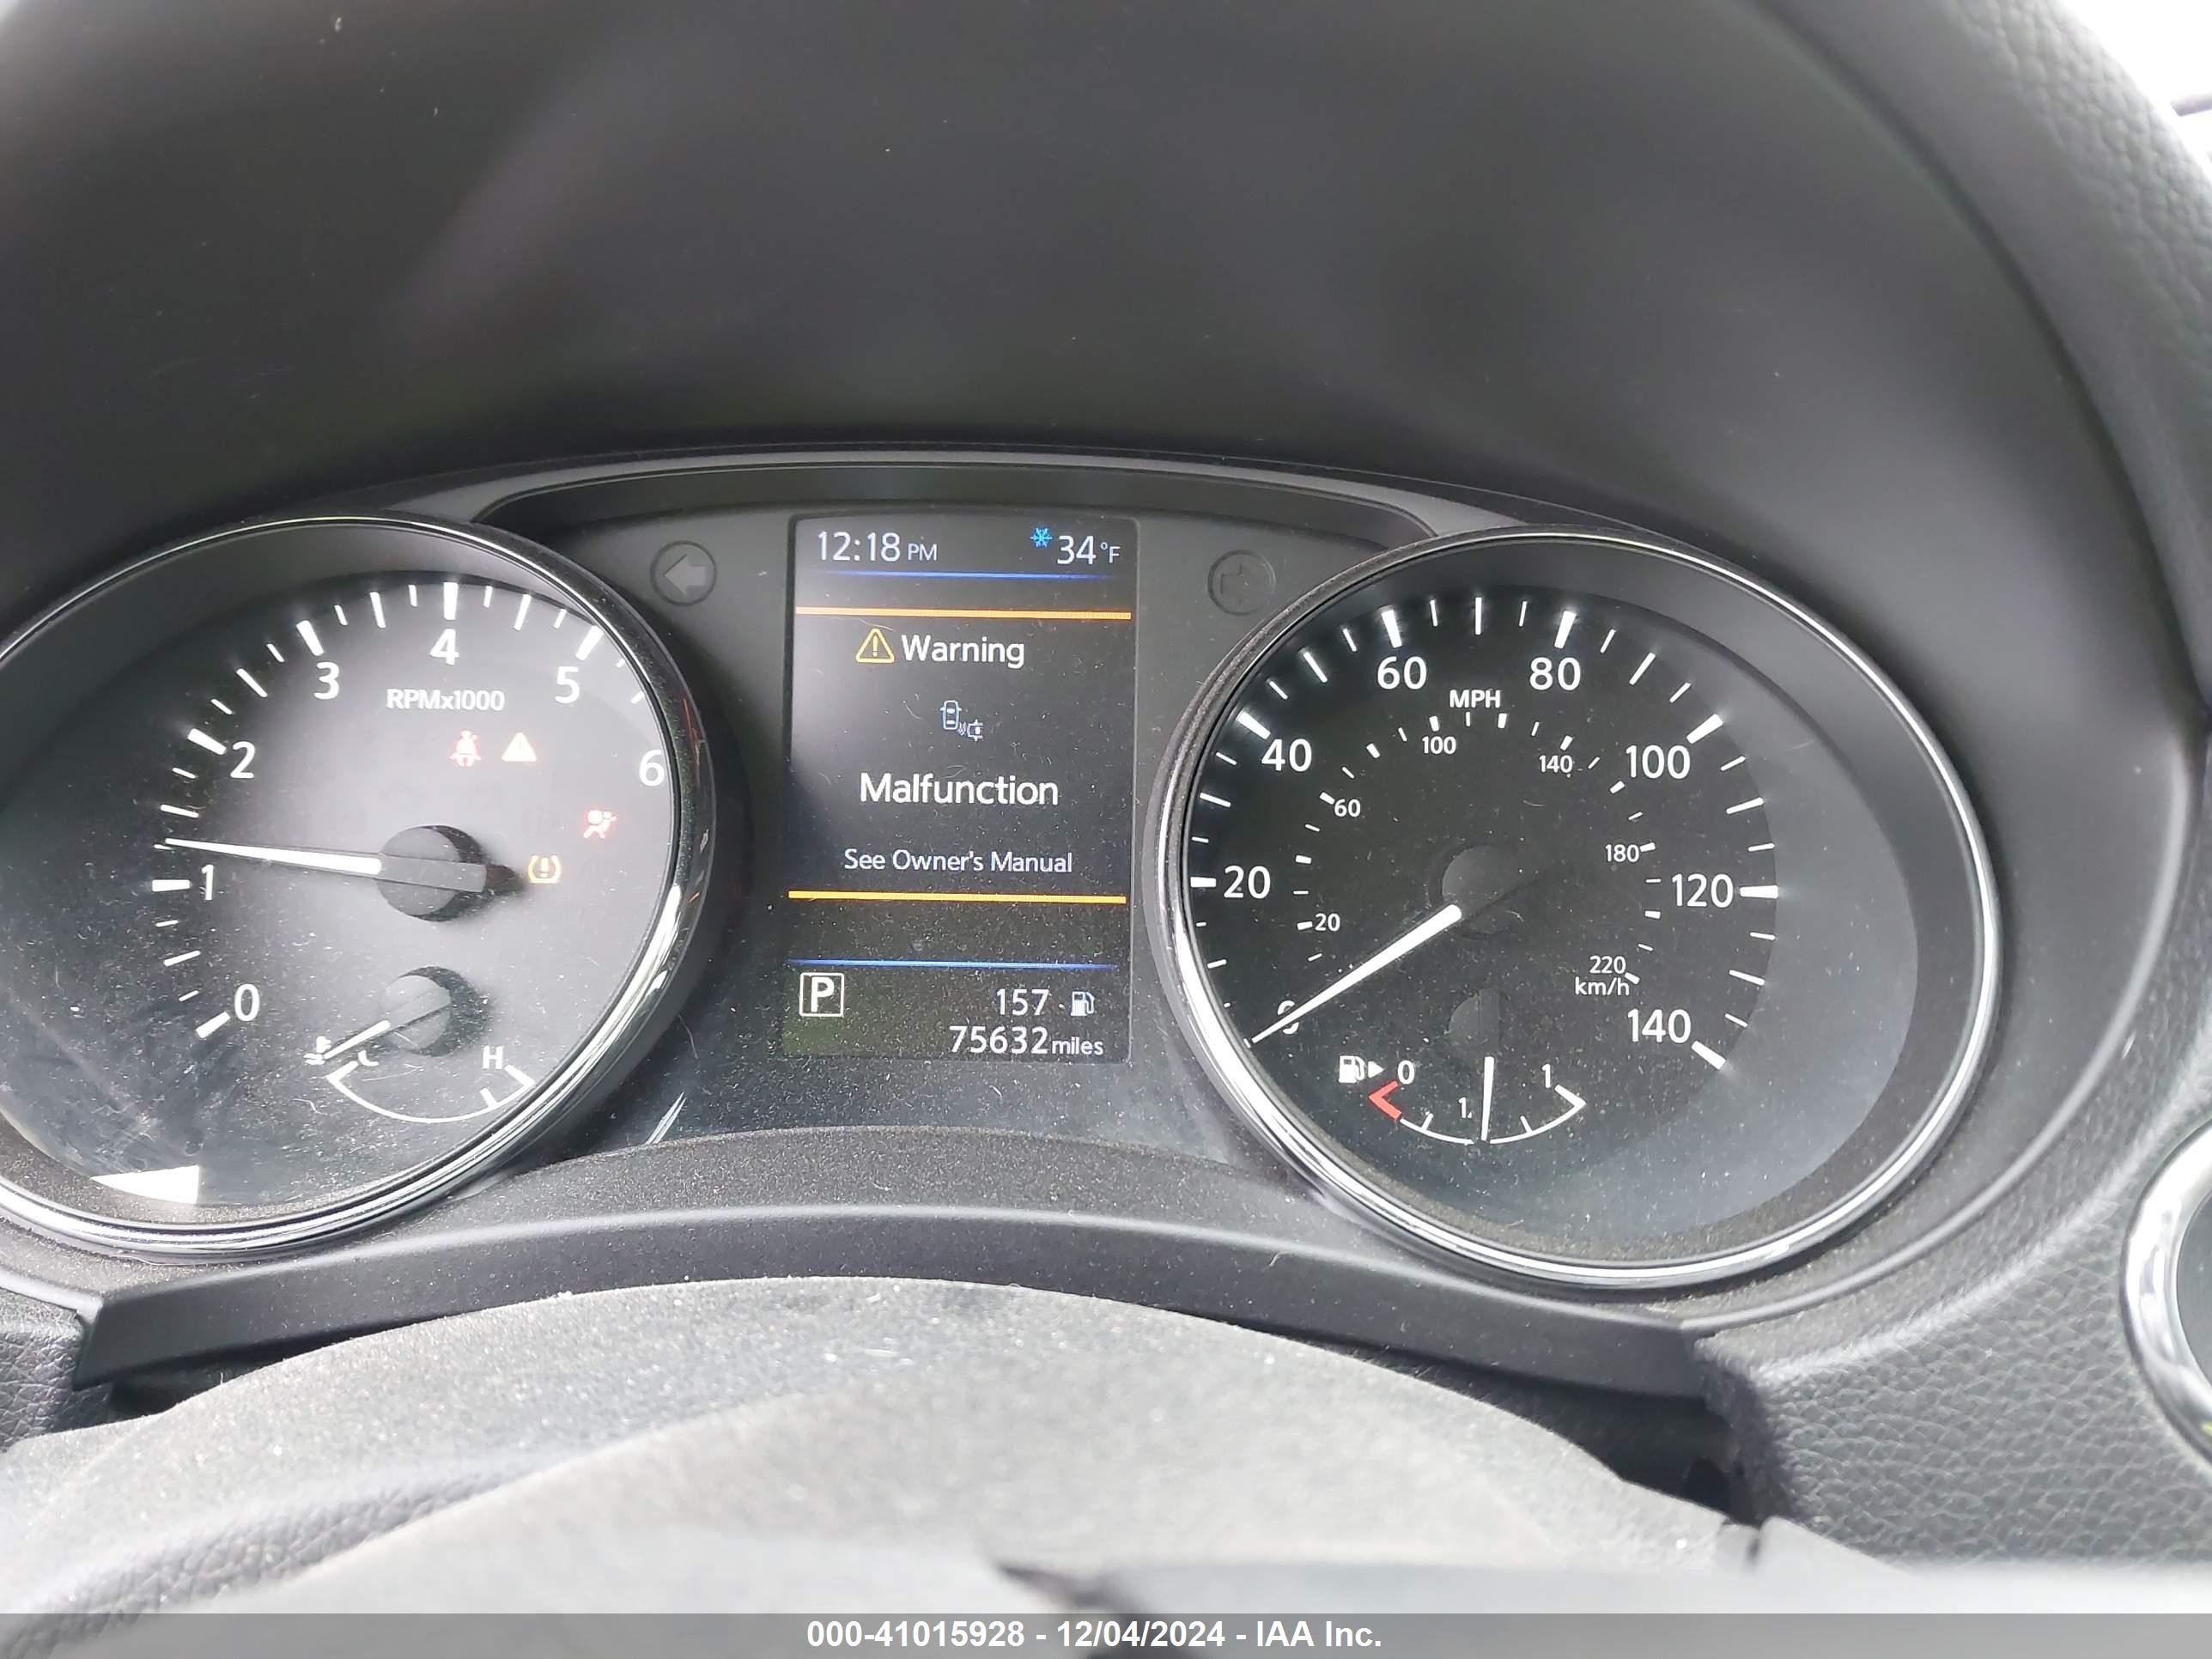 12:18 PM 34°F
Warning
Malfunction
See Owner's Manual
P
157
75632 miles
0 1 2 3 4 5 6
RPMx1000
C H
0 20 40 60 80 100 120 140
MPH
20 60 100 140 180 220
km/h
0 1
000-41015928 - 12/04/2024 - IAA Inc.